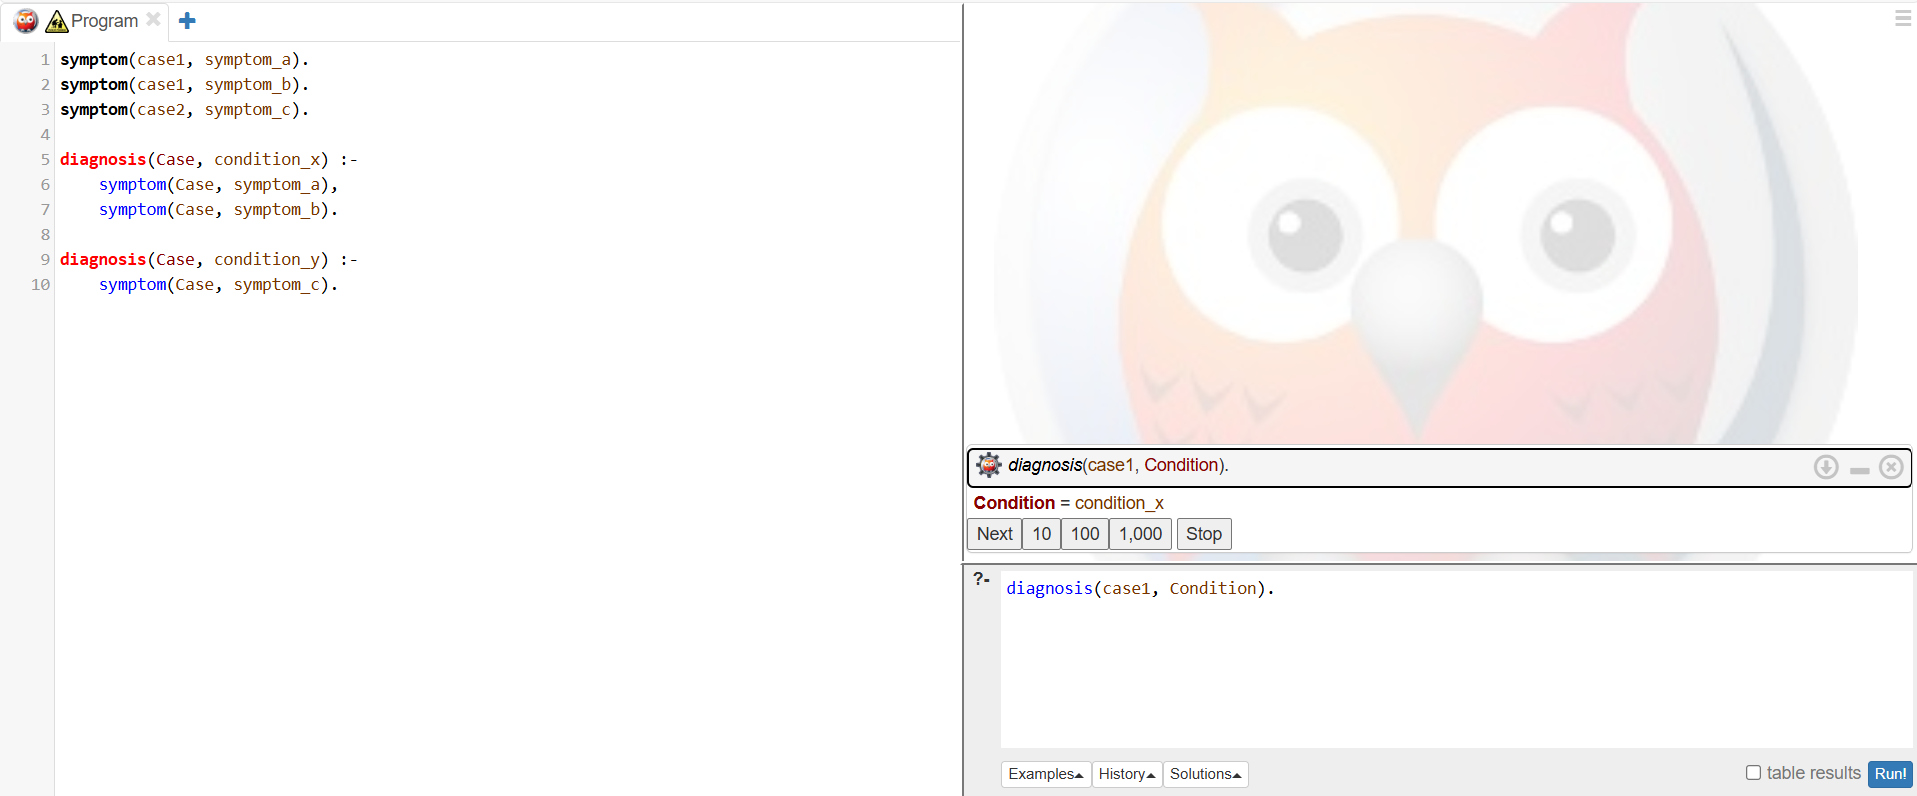 Program
1 symptom(case1, symptom_a).
2 symptom(case1, symptom_b).
3 symptom(case2, symptom_c).
4
5 diagnosis(Case, condition_x) :-
6     symptom(Case, symptom_a),
7     symptom(Case, symptom_b).
8
9 diagnosis(Case, condition_y) :-
10     symptom(Case, symptom_c).
diagnosis(case1, Condition).
Condition = condition_x
Next 10 100 1,000 Stop
?- diagnosis(case1, Condition).
Examples History Solutions table results Run!